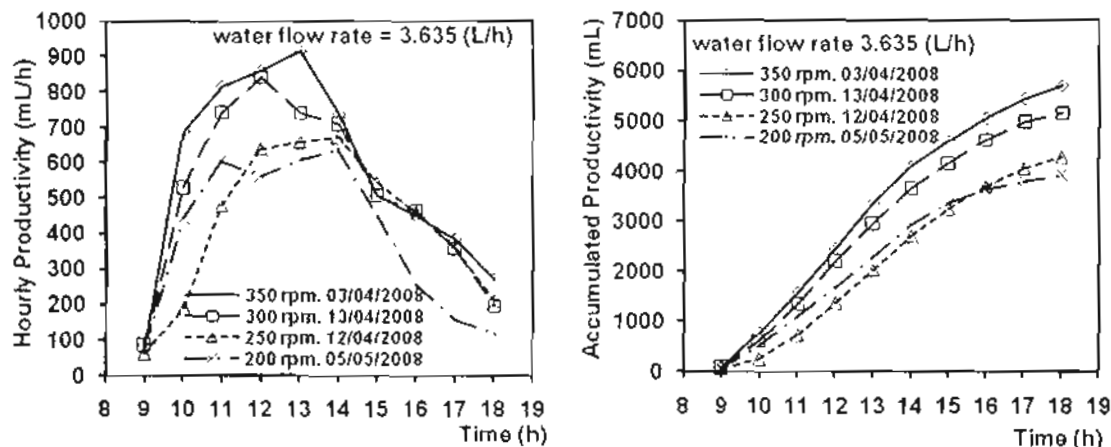 1000
900
800
700
600
500
400
300
200
100
0
Hourly Productivity (mL/h)
water flow rate = 3.635 (L/h)
350 rpm. 03/04/2008
300 rpm. 13/04/2008
250 rpm. 12/04/2008
200 rpm. 05/05/2008
8 9 10 11 12 13 14 15 16 17 18 19
Time (h)
7000
6000
5000
4000
3000
2000
1000
0
Accumulated Productivity (mL)
water flow rate 3.635 (L/h)
350 rpm. 03/04/2008
300 rpm. 13/04/2008
250 rpm. 12/04/2008
200 rpm. 05/05/2008
8 9 10 11 12 13 14 15 16 17 18 19
Time (h)